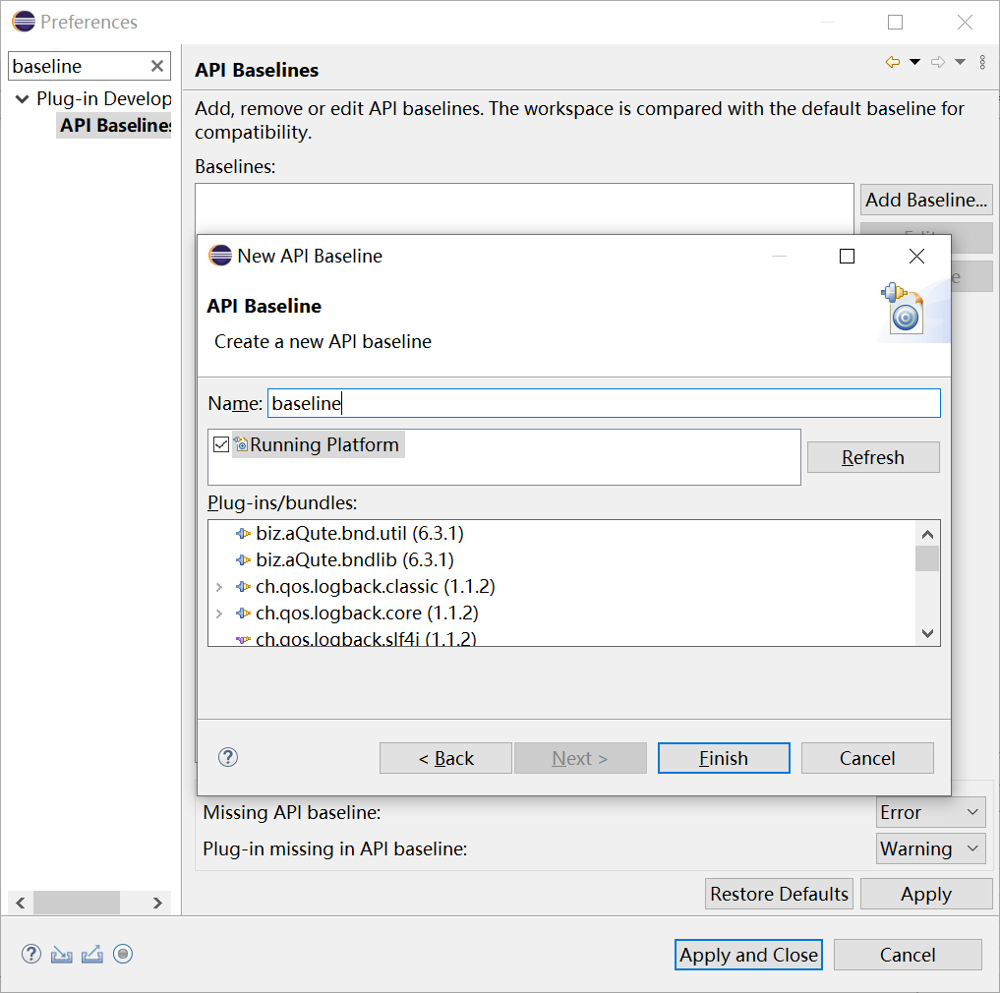 Preferences
baseline
API Baselines
Plug-in Develop
API Baselines
Add, remove or edit API baselines. The workspace is compared with the default baseline for
compatibility.
Baselines:
Add Baseline...
New API Baseline
API Baseline
Create a new API baseline
Name: baseline
Running Platform
Refresh
Plug-ins/bundles:
biz.aQute.bnd.util (6.3.1)
biz.aQute.bndlib (6.3.1)
ch.qos.logback.classic (1.1.2)
ch.qos.logback.core (1.1.2)
ch.qos.logback.slf4j (1.1.2)
< Back
Next >
Finish
Cancel
Missing API baseline:
Error
Plug-in missing in API baseline:
Warning
Restore Defaults
Apply
Apply and Close
Cancel